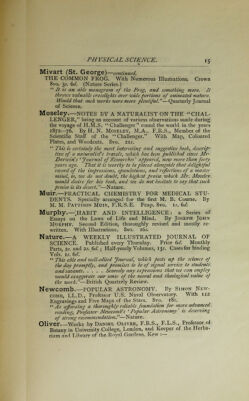 PHYSICAL SCIENCE. 15
Mivart (St. George)—continued.
THE COMMON FROG. With Numerous Illustrations. Crown
8vo. 3s. 6d. (Nature Series.)
“It is an able monogram of the Frog, and something more. It
throws valuable crosslights over wide portions of animated nature.
Would that such works were more plentiful.”—Quarterly Journal
of Science.
Moseley.—NOTES BY A NATURALIST ON THE “CHAL-
LENGER,” being an account of various observations made during
the voyage of H.M.S. “Challenger” round the world in the years
1872–76. By H. N. MOSELEY, M.A., F.R.S., Member of the
Scientific Staff of the “Challenger.” With Map, Coloured
Plates, and Woodcuts. 8vo. 21s.
“This is certainly the most interesting and suggestive book, descrip-
tive of a naturalist's travels, which has been published since Mr.
Darwin's ‘Journal of Researches’ appeared, now more than forty
years ago. That it is worthy to be placed alongside that delightful
record of the impressions, speculations, and reflections of a master
mind, is, we do not doubt, the highest praise which Mr. Moseley
would desire for his book, and we do not hesitate to say that such
praise is its desert.”—Nature.
Muir.—PRACTICAL CHEMISTRY FOR MEDICAL STU-
DENTS. Specially arranged for the first M. B. Course. By
M. M. PATTISON MUIR, F.R.S.E. Fcap. 8vo. 1s. 6d.
Murphy.—HABIT AND INTELLIGENCE: a Series of
Essays on the Laws of Life and Mind. By JOSEPH JOHN
MURPHY. Second Edition, thoroughly revised and mostly re-
written. With Illustrations. 8vo. 16s.
Nature.—A WEEKLY ILLUSTRATED JOURNAL OF
SCIENCE. Published every Thursday. Price 6d. Monthly
Parts, 2s. and 2s. 6d.; Half-yearly Volumes, 15s. Cases for binding
Vols. 1s. 6d.
“This able and well-edited Journal, which posts up the science of
the day promptly, and promises to be of signal service to students
and savants. . . . . Scarcely any expressions that we can employ
would exaggerate our sense of the moral and theological value of
the work.”—British Quarterly Review.
Newcomb.—POPULAR ASTRONOMY. By SIMON NEW-
COMB, LL.D., Professor U.S. Naval Observatory. With 112
Engravings and Five Maps of the Stars. 8vo. 18s.
“As affording a thoroughly reliable foundation for more advanced
reading, Professor Newcomb's ‘Popular Astronomy’ is deserving
of strong recommendation.”—Nature.
Oliver.—Works by DANIEL OLIVER, F.R.S., F.L.S., Professor of
Botany in University College, London, and Keeper of the Herba-
rium and Library of the Royal Gardens, Kew :—